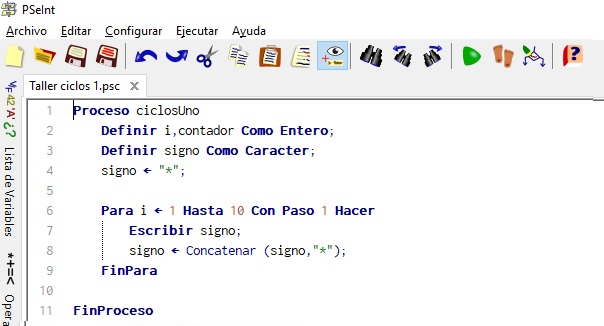 PSeInt
Archivo Editar Configurar Ejecutar Ayuda
Taller ciclos 1.psc
1 Proceso ciclosUno
2 Definir i,contador Como Entero;
3 Definir signo Como Caracter;
4 signo ← "*";
5
6 Para i ← 1 Hasta 10 Con Paso 1 Hacer
7 Escribir signo;
8 signo ← Concatenar (signo,"*");
9 FinPara
10
11 FinProceso
42 'A' ¿?
Lista de Variables
*+=<
Opera